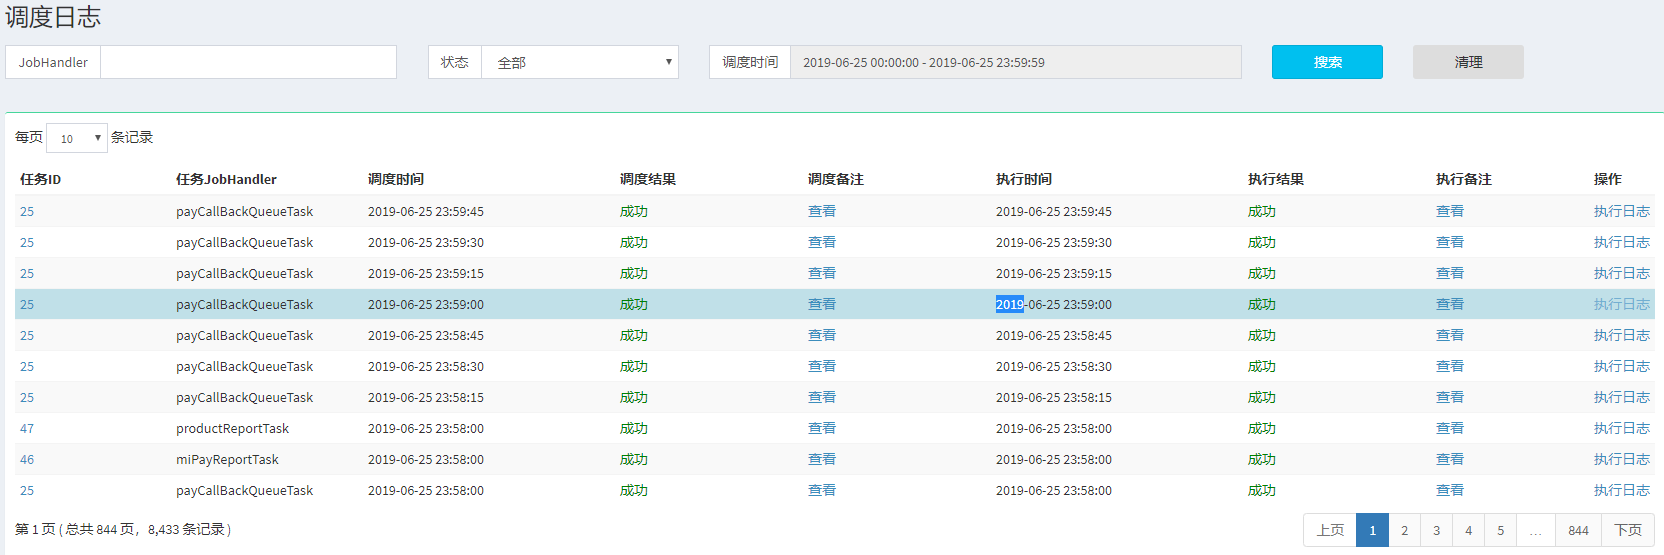 调度日志
JobHandler 状态 全部 调度时间 2019-06-25 00:00:00 - 2019-06-25 23:59:59 搜索 清理
每页 10 条记录
任务ID 任务JobHandler 调度时间 调度结果 调度备注 执行时间 执行结果 执行备注 操作
25 payCallBackQueueTask 2019-06-25 23:59:45 成功 查看 2019-06-25 23:59:45 成功 查看 执行日志
25 payCallBackQueueTask 2019-06-25 23:59:30 成功 查看 2019-06-25 23:59:30 成功 查看 执行日志
25 payCallBackQueueTask 2019-06-25 23:59:15 成功 查看 2019-06-25 23:59:15 成功 查看 执行日志
25 payCallBackQueueTask 2019-06-25 23:59:00 成功 查看 2019-06-25 23:59:00 成功 查看 执行日志
25 payCallBackQueueTask 2019-06-25 23:58:45 成功 查看 2019-06-25 23:58:45 成功 查看 执行日志
25 payCallBackQueueTask 2019-06-25 23:58:30 成功 查看 2019-06-25 23:58:30 成功 查看 执行日志
25 payCallBackQueueTask 2019-06-25 23:58:15 成功 查看 2019-06-25 23:58:15 成功 查看 执行日志
47 productReportTask 2019-06-25 23:58:00 成功 查看 2019-06-25 23:58:00 成功 查看 执行日志
46 miPayReportTask 2019-06-25 23:58:00 成功 查看 2019-06-25 23:58:00 成功 查看 执行日志
25 payCallBackQueueTask 2019-06-25 23:58:00 成功 查看 2019-06-25 23:58:00 成功 查看 执行日志
第 1 页 ( 总共 844 页，8,433 条记录 ) 上页 1 2 3 4 5 … 844 下页